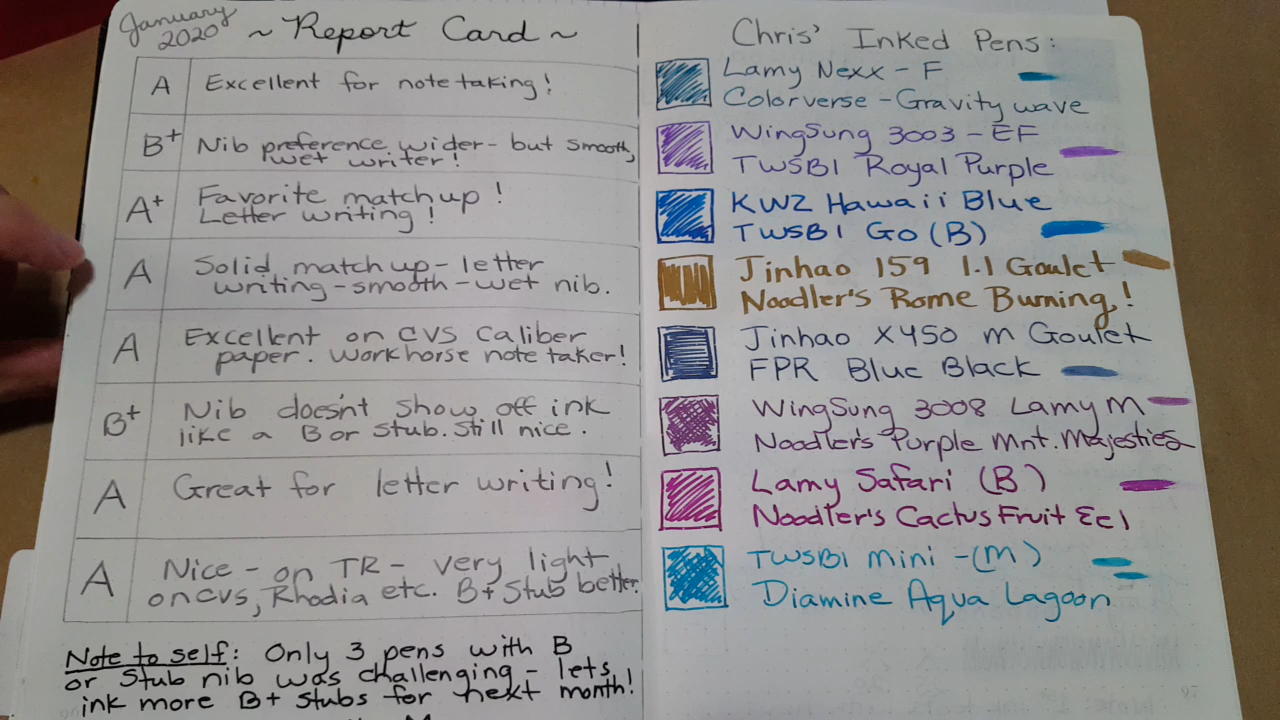 January
2020
~ Report Card ~
A
Excellent for note taking!
B+
Nib preference wider - but smooth,
wet writer!
A+
Favorite matchup!
Letter writing!
A
Solid matchup - letter
writing - smooth - wet nib.
A
Excellent on CVS Caliber
paper. Workhorse note taker!
B+
Nib doesn't show off ink
like a B or Stub. Still nice.
A
Great for letter writing!
A
Nice - on TR - very light
on CVS, Rhodia etc. B + Stub better.
Note to self: Only 3 pens with B
or Stub nib was challenging - lets
ink more B + Stubs for next month!
Chris' Inked Pens:
Lamy Nexx - F
Colorverse - Gravity wave
WingSung 3003 - EF
TWSBI Royal Purple
KWZ Hawaii Blue
TWSBI Go (B)
Jinhao 159 1.1 Goulet
Noodler's Rome Burning!
Jinhao X450 m Goulet
FPR Blue Black
WingSung 3008 Lamy M
Noodler's Purple Mnt. Majesties
Lamy Safari (B)
Noodler's Cactus Fruit Eel
TWSBI Mini - (M)
Diamine Aqua Lagoon
97